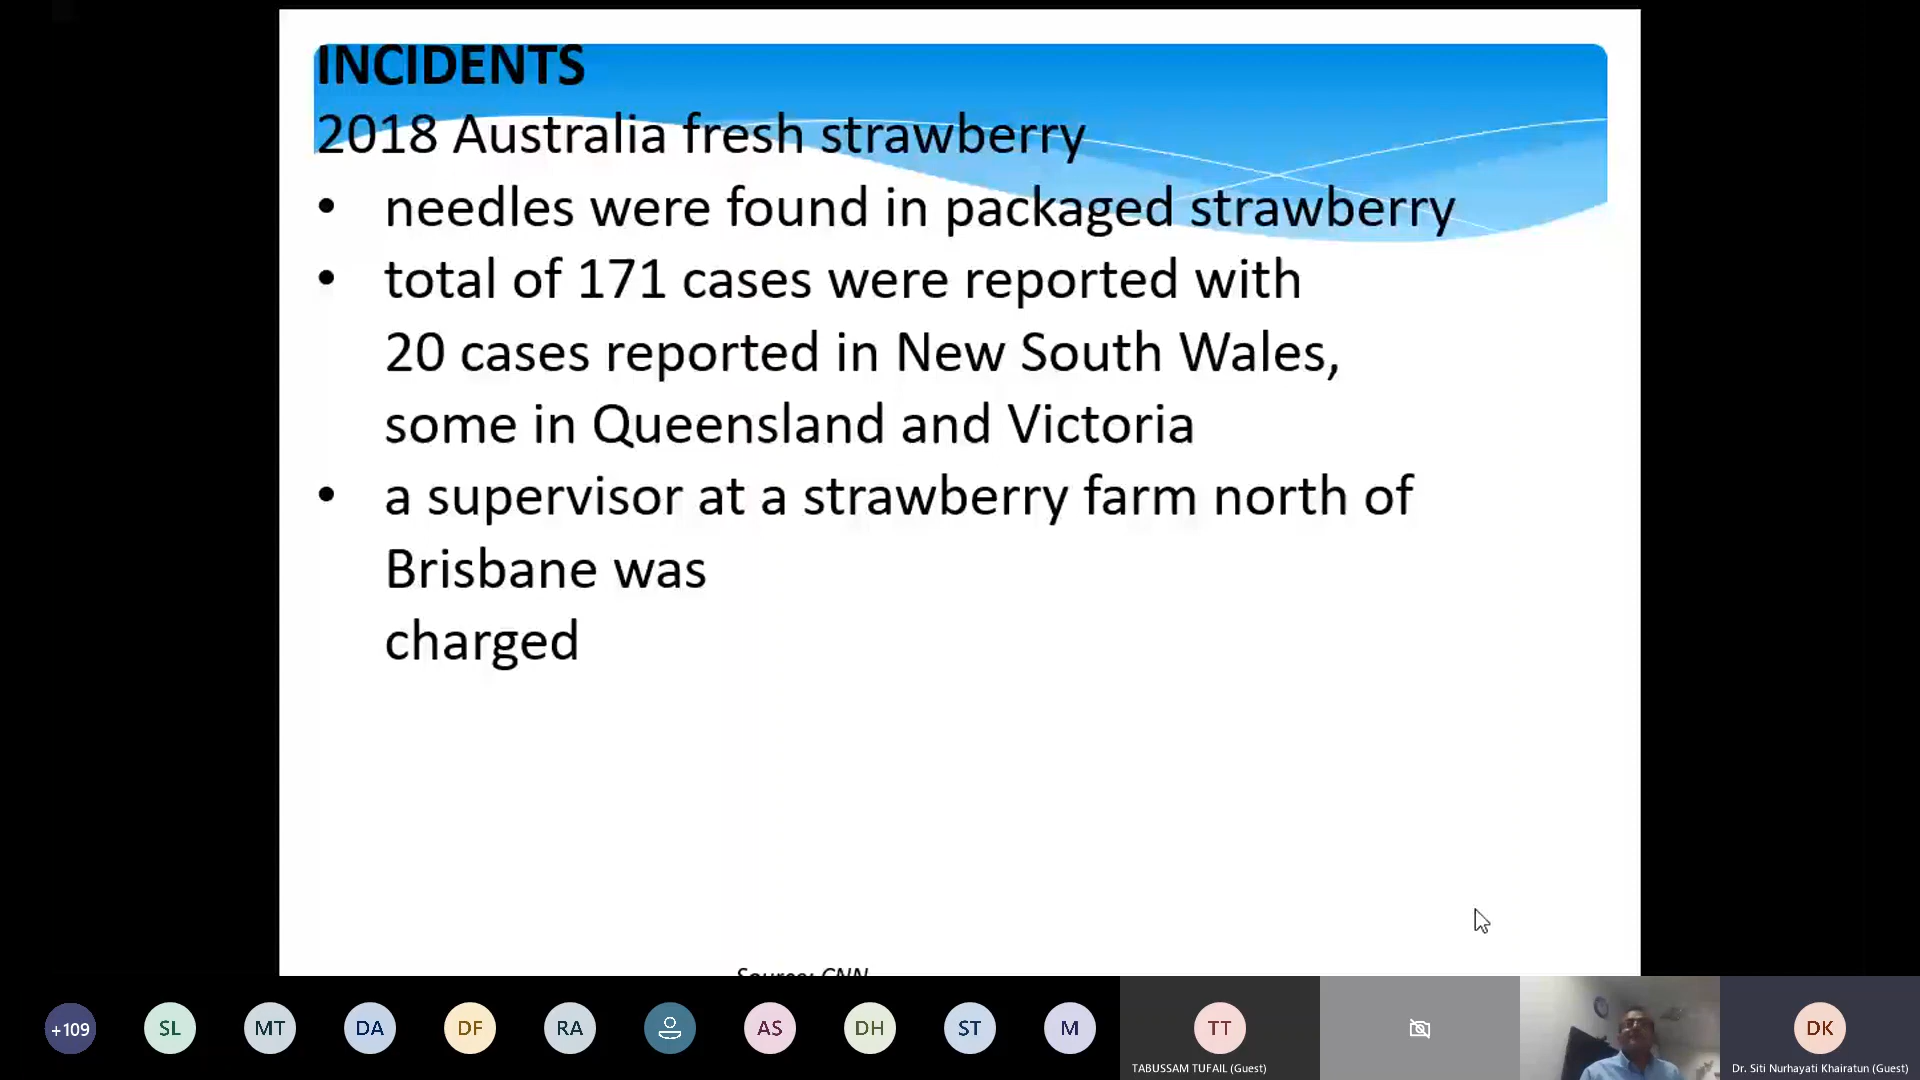 INCIDENTS
2018 Australia fresh strawberry
• needles were found in packaged strawberry
• total of 171 cases were reported with
20 cases reported in New South Wales,
some in Queensland and Victoria
• a supervisor at a strawberry farm north of
Brisbane was
charged
Source: CNN
+109
SL
MT
DA
DF
RA
AS
DH
ST
M
TT
TABUSSAM TUFAIL (Guest)
DK
Dr. Siti Nurhayati Khairatun (Guest)